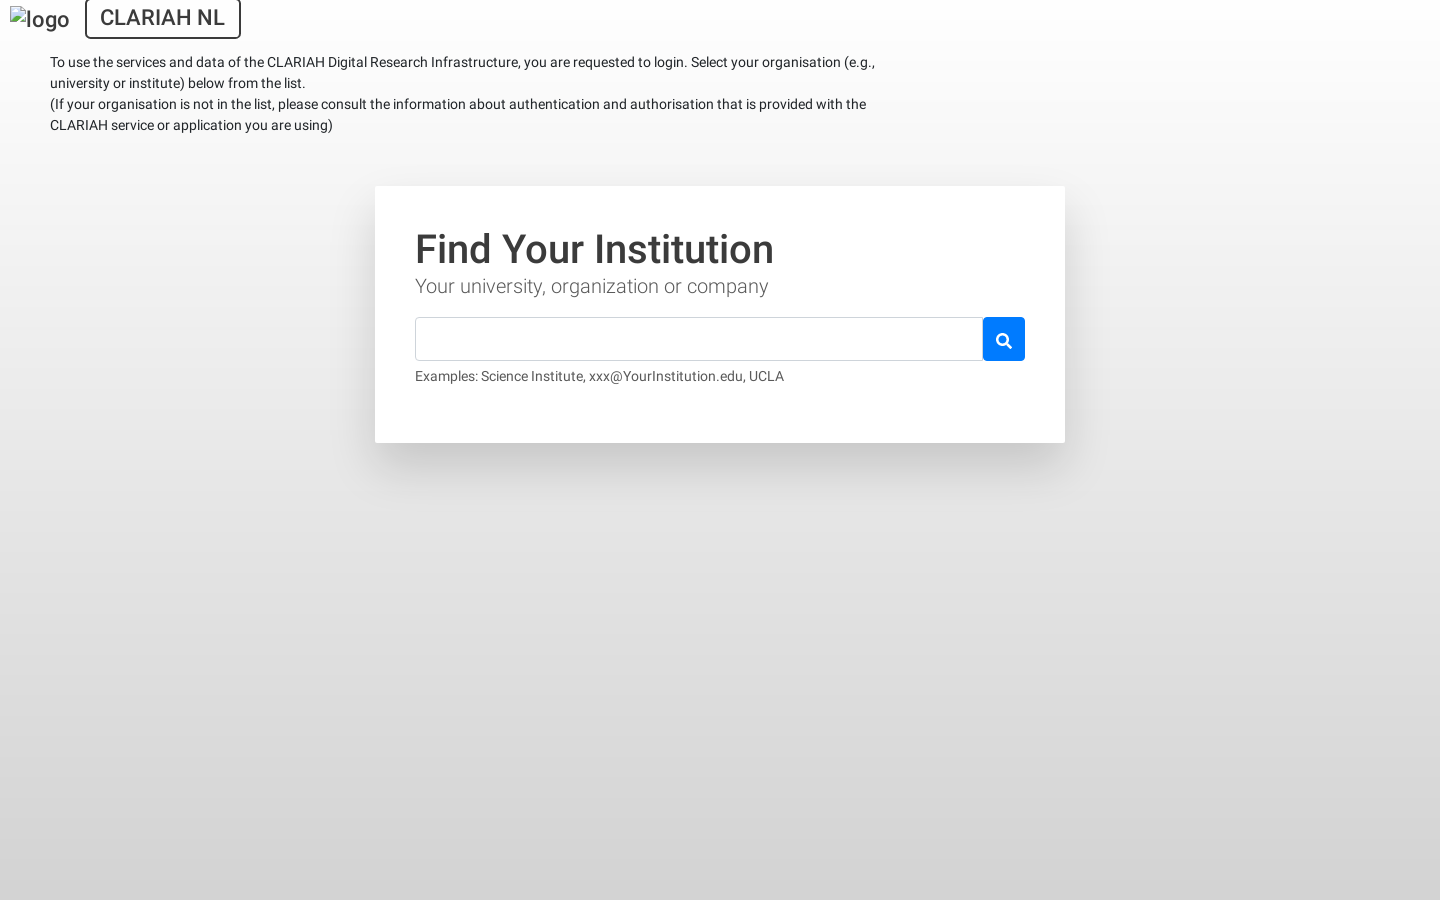 logo CLARIAH NL
To use the services and data of the CLARIAH Digital Research Infrastructure, you are requested to login. Select your organisation (e.g.,
university or institute) below from the list.
(If your organisation is not in the list, please consult the information about authentication and authorisation that is provided with the
CLARIAH service or application you are using)
Find Your Institution
Your university, organization or company
Examples: Science Institute, xxx@YourInstitution.edu, UCLA